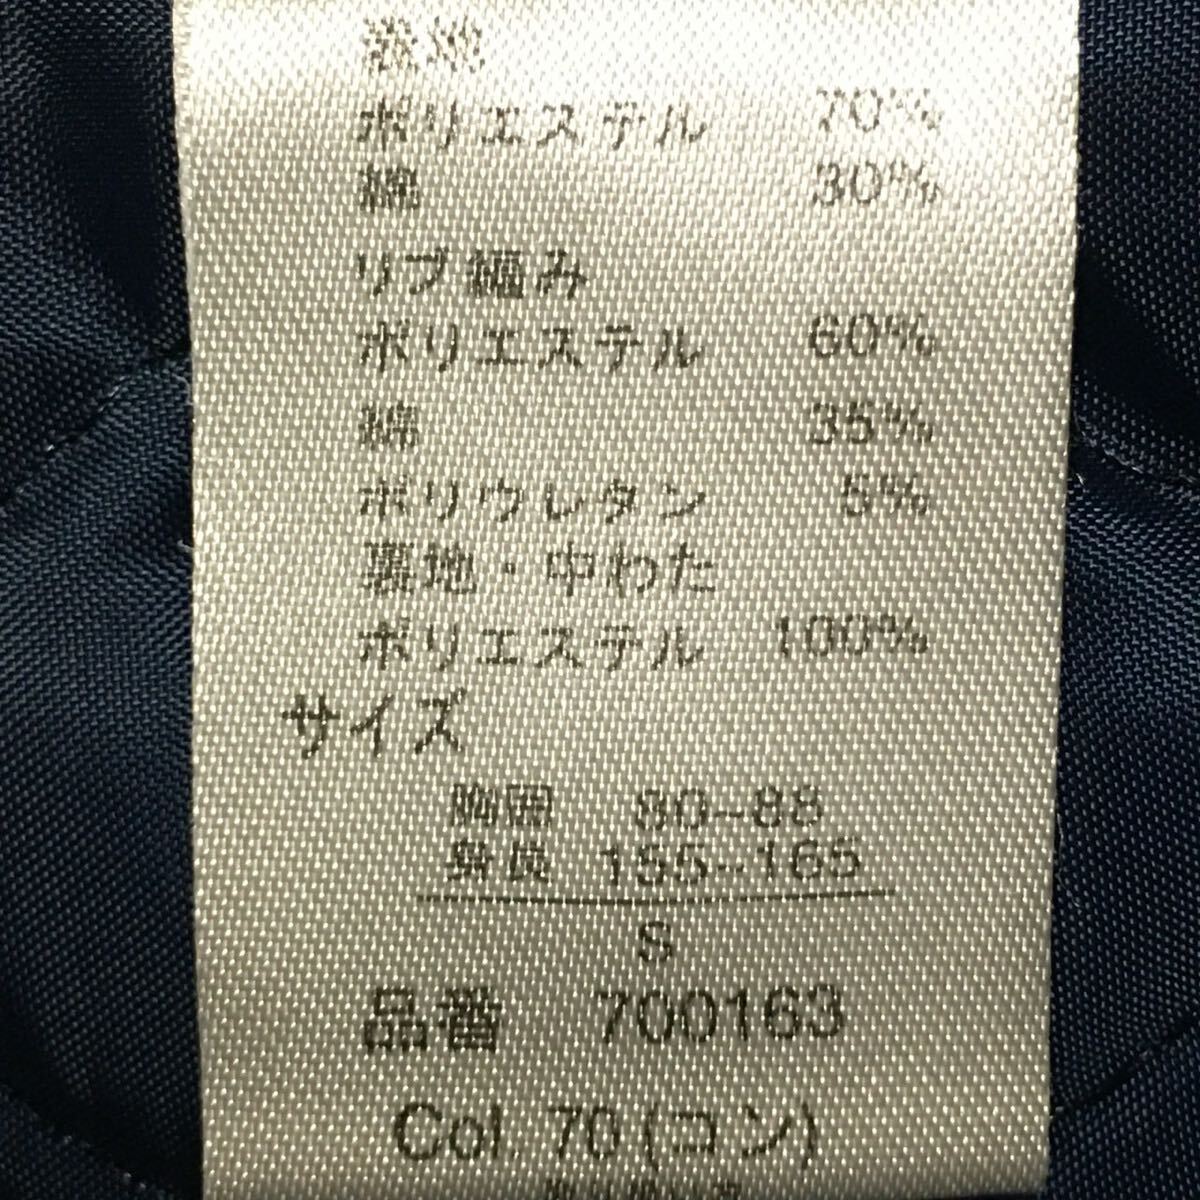 表地
ポリエステル 70%
綿 30%
リブ編み
ポリエステル 60%
綿 35%
ポリウレタン 5%
裏地・中わた
ポリエステル 100%
サイズ
胸囲 80~88
身長 155~165
S
品番 700163
Col. 70(コン)